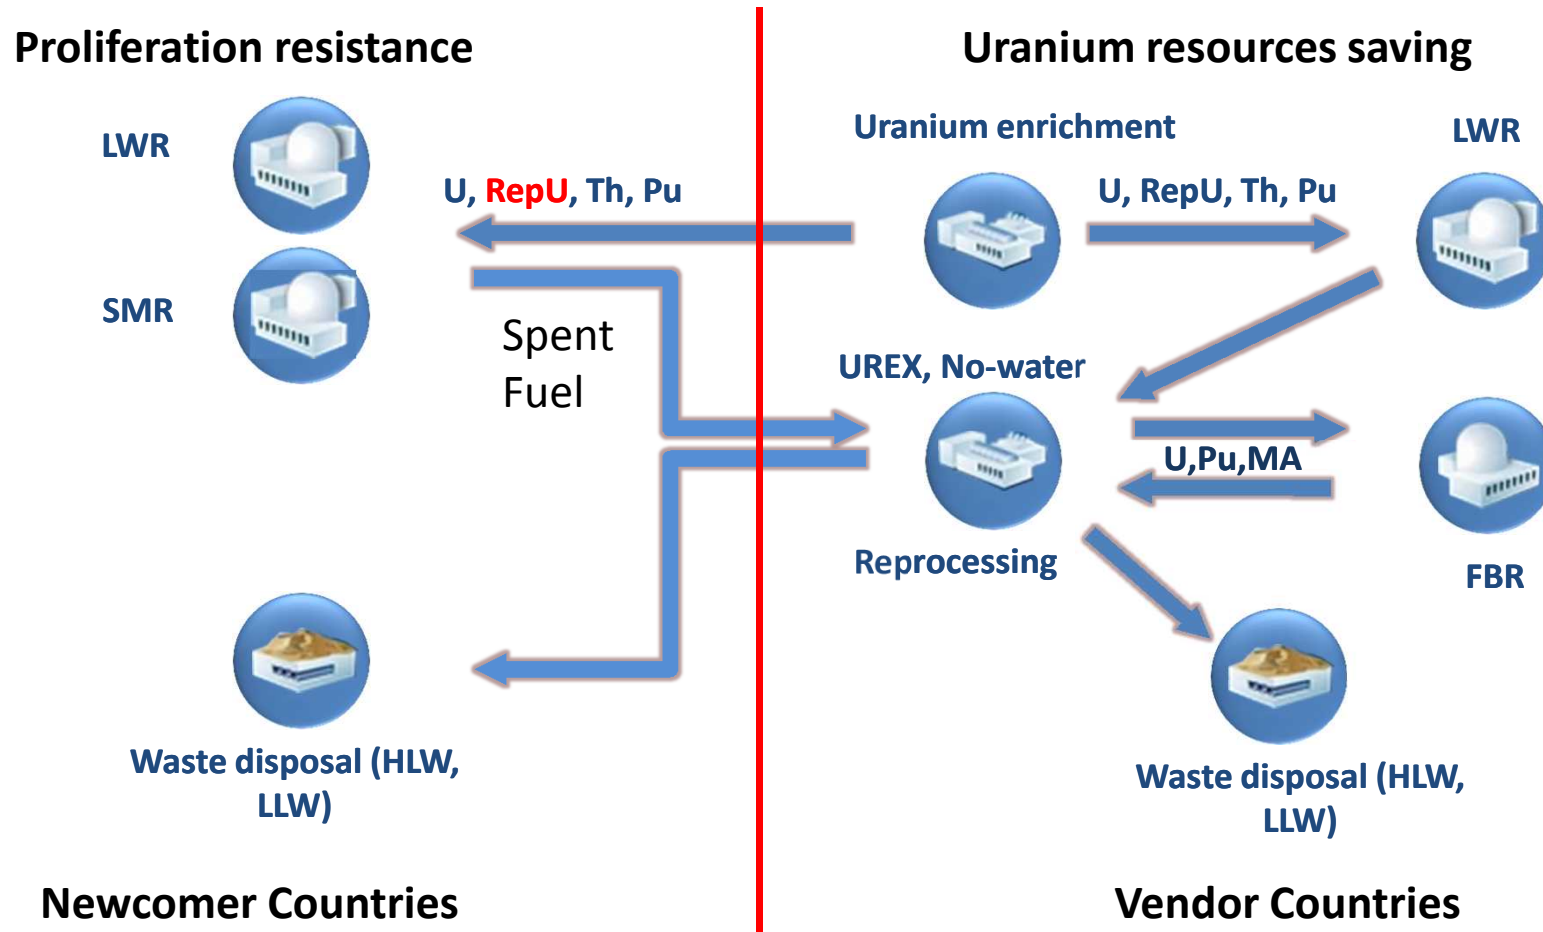 Proliferation resistance
Uranium resources saving
LWR
Uranium enrichment
LWR
U, RepU, Th, Pu
U, RepU, Th, Pu
SMR
Spent
Fuel
UREX, No-water
U,Pu,MA
Reprocessing
FBR
Waste disposal (HLW,
LLW)
Waste disposal (HLW,
LLW)
Newcomer Countries
Vendor Countries